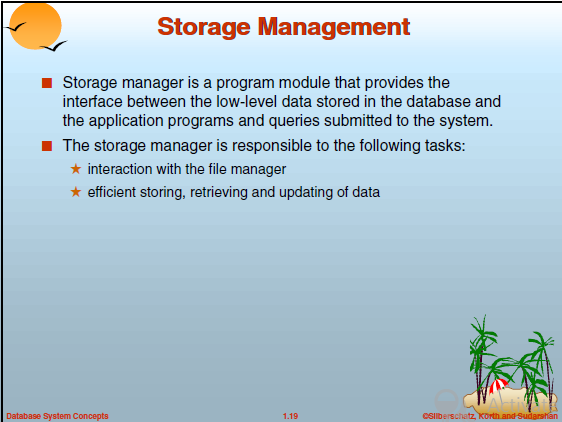 Storage Management
Storage manager is a program module that provides the
interface between the low-level data stored in the database and
the application programs and queries submitted to the system.
The storage manager is responsible to the following tasks:
interaction with the file manager
efficient storing, retrieving and updating of data
Database System Concepts
1.19
©Silberschatz, Korth and Sudarshan